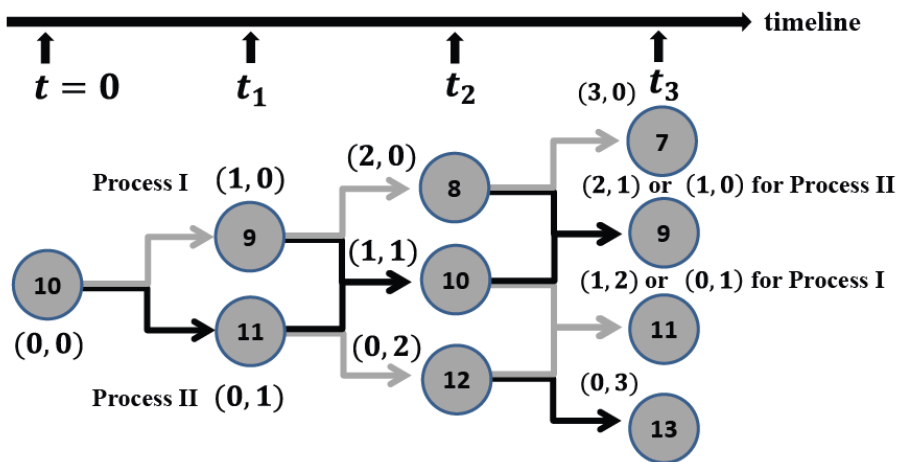 timeline
t = 0
t₁
t₂
t₃
(3, 0)
7
(2, 0)
Process I (1, 0)
8
(2, 1) or (1, 0) for Process II
9
9
(1, 1)
10
10
(1, 2) or (0, 1) for Process I
(0, 0)
11
11
(0, 2)
12
(0, 3)
Process II (0, 1)
13